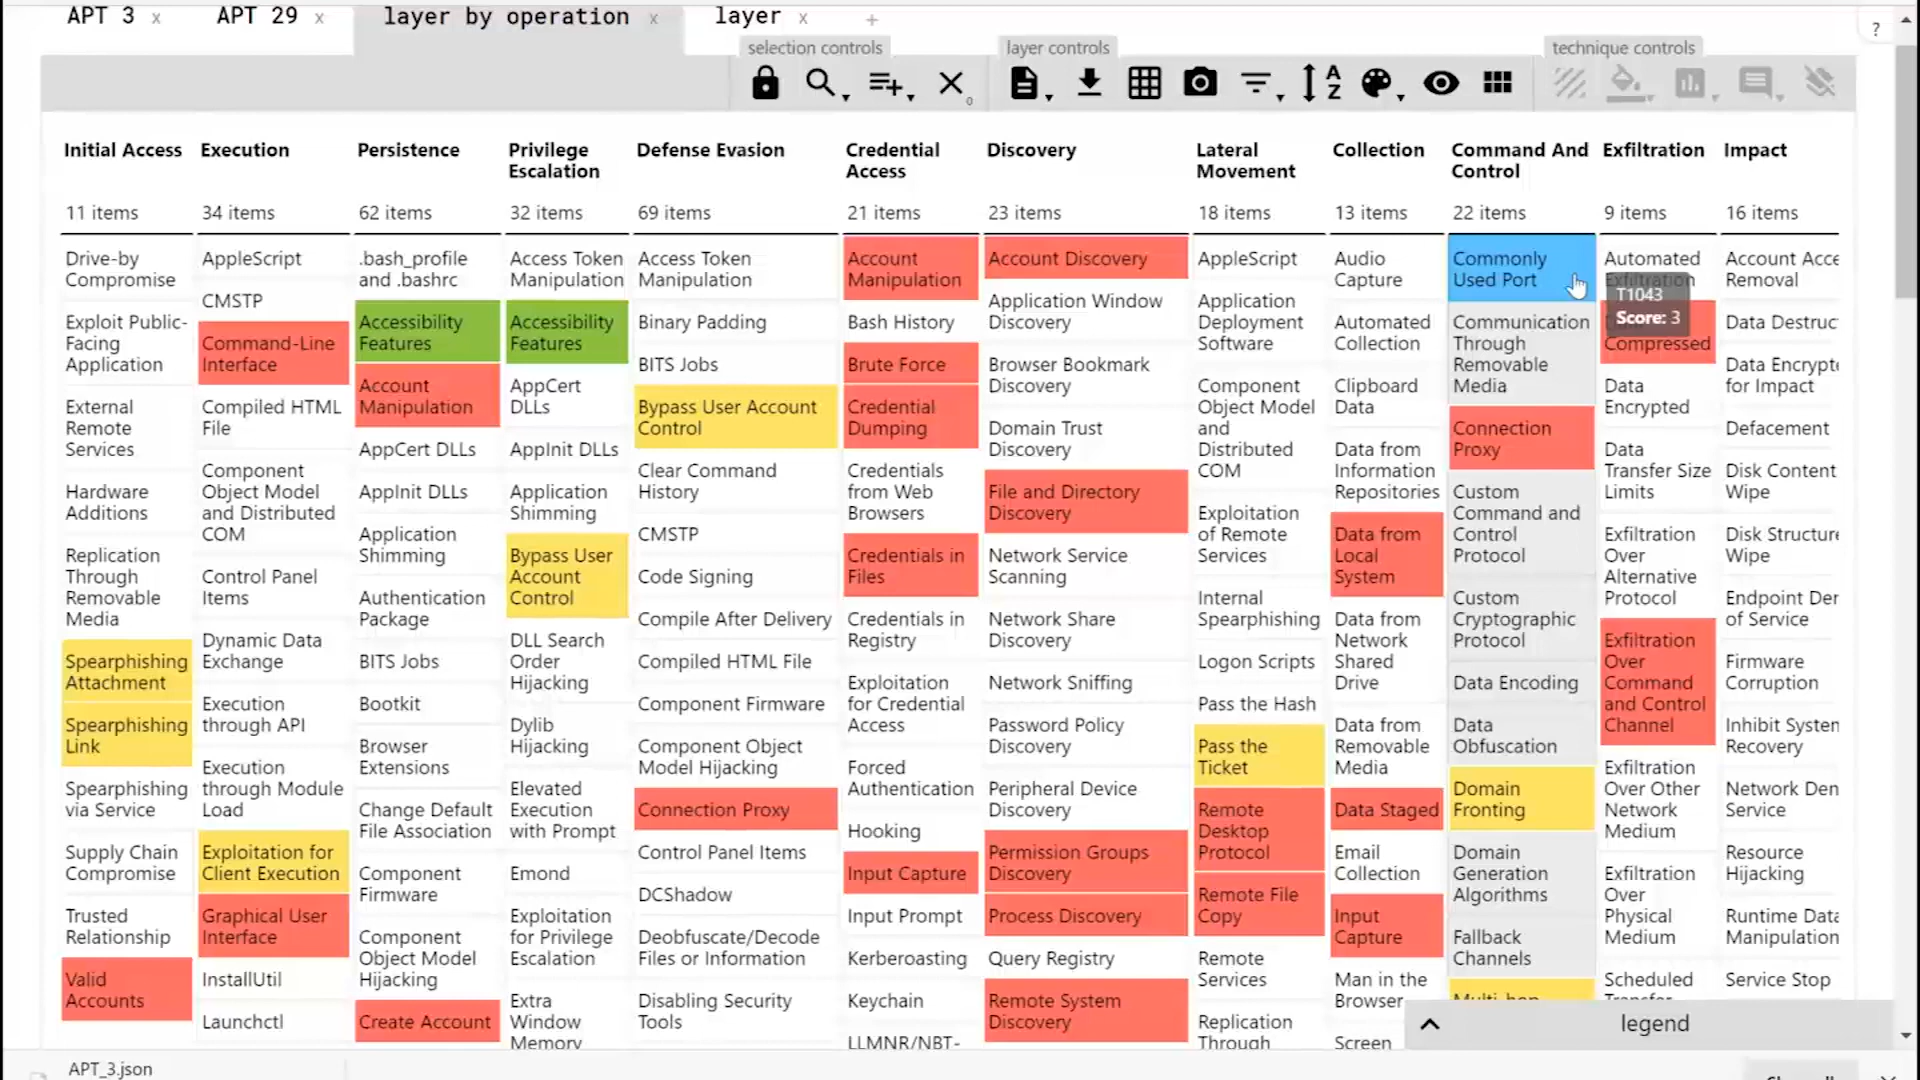 APT 3 x
APT 29 x
layer by operation x
layer x
+
?
selection controls
layer controls
technique controls
0
A
Z
Initial Access
11 items
Drive-by
Compromise
Exploit Public-
Facing
Application
External
Remote
Services
Hardware
Additions
Replication
Through
Removable
Media
Spearphishing
Attachment
Spearphishing
Link
Spearphishing
via Service
Supply Chain
Compromise
Trusted
Relationship
Valid
Accounts
Execution
34 items
AppleScript
CMSTP
Command-Line
Interface
Compiled HTML
File
Component
Object Model
and Distributed
COM
Control Panel
Items
Dynamic Data
Exchange
Execution
through API
Execution
through Module
Load
Exploitation for
Client Execution
Graphical User
Interface
InstallUtil
Launchctl
Persistence
62 items
.bash_profile
and .bashrc
Accessibility
Features
Account
Manipulation
AppCert DLLs
AppInit DLLs
Application
Shimming
Authentication
Package
BITS Jobs
Bootkit
Browser
Extensions
Change Default
File Association
Component
Firmware
Component
Object Model
Hijacking
Create Account
Privilege
Escalation
32 items
Access Token
Manipulation
Accessibility
Features
AppCert
DLLs
AppInit DLLs
Application
Shimming
Bypass User
Account
Control
DLL Search
Order
Hijacking
Dylib
Hijacking
Elevated
Execution
with Prompt
Emond
Exploitation
for Privilege
Escalation
Extra
Window
Memory
Defense Evasion
69 items
Access Token
Manipulation
Binary Padding
BITS Jobs
Bypass User Account
Control
Clear Command
History
CMSTP
Code Signing
Compile After Delivery
Compiled HTML File
Component Firmware
Component Object
Model Hijacking
Connection Proxy
Control Panel Items
DCShadow
Deobfuscate/Decode
Files or Information
Disabling Security
Tools
Credential
Access
21 items
Account
Manipulation
Bash History
Brute Force
Credential
Dumping
Credentials
from Web
Browsers
Credentials in
Files
Credentials in
Registry
Exploitation
for Credential
Access
Forced
Authentication
Hooking
Input Capture
Input Prompt
Kerberoasting
Keychain
LLMNR/NBT-
Discovery
23 items
Account Discovery
Application Window
Discovery
Browser Bookmark
Discovery
Domain Trust
Discovery
File and Directory
Discovery
Network Service
Scanning
Network Share
Discovery
Network Sniffing
Password Policy
Discovery
Peripheral Device
Discovery
Permission Groups
Discovery
Process Discovery
Query Registry
Remote System
Discovery
Lateral
Movement
18 items
AppleScript
Application
Deployment
Software
Component
Object Model
and
Distributed
COM
Exploitation
of Remote
Services
Internal
Spearphishing
Logon Scripts
Pass the Hash
Pass the
Ticket
Remote
Desktop
Protocol
Remote File
Copy
Remote
Services
Replication
Through
Collection
13 items
Audio
Capture
Automated
Collection
Clipboard
Data
Data from
Information
Repositories
Data from
Local
System
Data from
Network
Shared
Drive
Data from
Removable
Media
Data Staged
Email
Collection
Input
Capture
Man in the
Browser
Screen
Command And
Control
22 items
Commonly
Used Port
Communication
Through
Removable
Media
Connection
Proxy
Custom
Command and
Control
Protocol
Custom
Cryptographic
Protocol
Data Encoding
Data
Obfuscation
Domain
Fronting
Domain
Generation
Algorithms
Fallback
Channels
Multi-hop
Exfiltration
9 items
Automated
Exfiltration
T1043
Score: 3
Compressed
Data
Encrypted
Data
Transfer Size
Limits
Exfiltration
Over
Alternative
Protocol
Exfiltration
Over
Command
and Control
Channel
Exfiltration
Over Other
Network
Medium
Exfiltration
Over
Physical
Medium
Scheduled
Transfer
Impact
16 items
Account Acce
Removal
Data Destruc
Data Encrypte
for Impact
Defacement
Disk Content
Wipe
Disk Structure
Wipe
Endpoint Der
of Service
Firmware
Corruption
Inhibit System
Recovery
Network Den
Service
Resource
Hijacking
Runtime Data
Manipulation
Service Stop
legend
APT_3.json